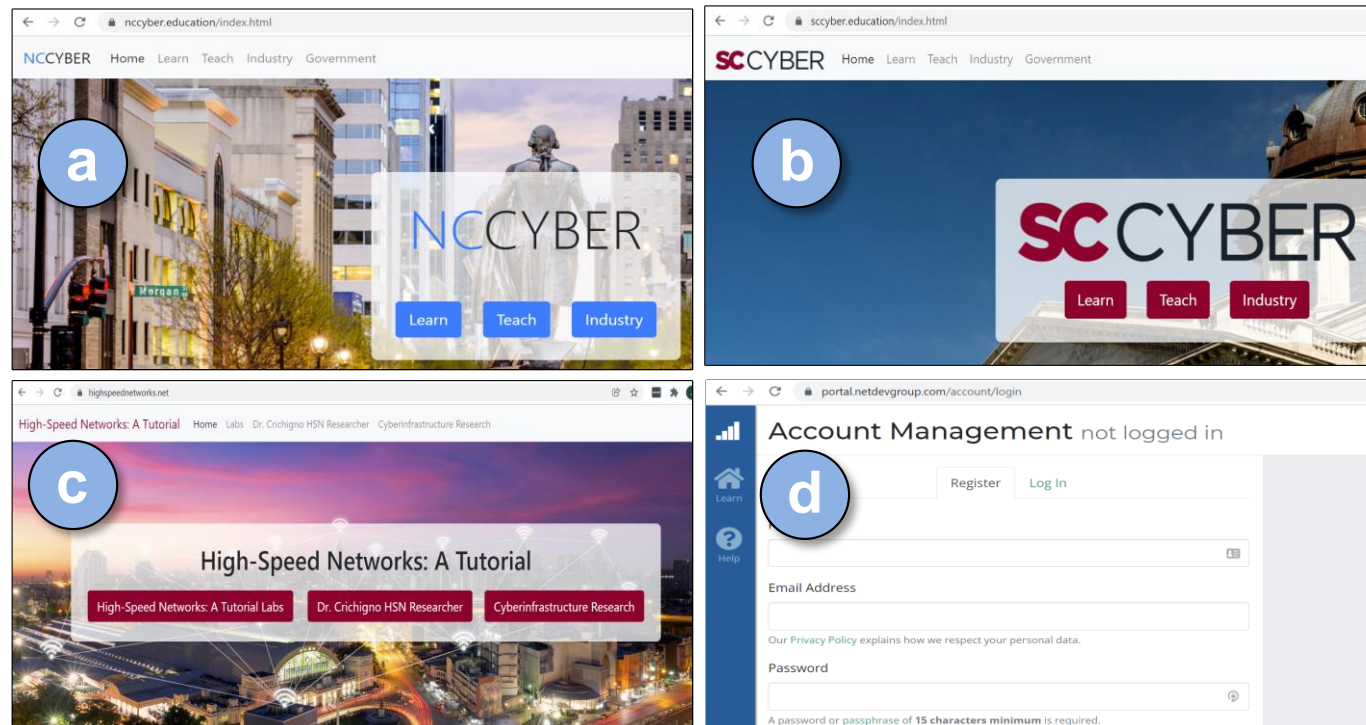 nccyber.education/index.html
NCCYBER Home Learn Teach Industry Government
a
Morgan
NCCYBER
Learn Teach Industry
sccyber.education/index.html
SCCYBER Home Learn Teach Industry Government
b
SCCYBER
Learn Teach Industry
highspeednetworks.net
High-Speed Networks: A Tutorial Home Labs Dr. Crichigno HSN Researcher Cyberinfrastructure Research
c
High-Speed Networks: A Tutorial
High-Speed Networks: A Tutorial Labs Dr. Crichigno HSN Researcher Cyberinfrastructure Research
portal.netdevgroup.com/account/login
Account Management not logged in
Learn
Help
d
Register Log In
Email Address
Our Privacy Policy explains how we respect your personal data.
Password
A password or passphrase of 15 characters minimum is required.